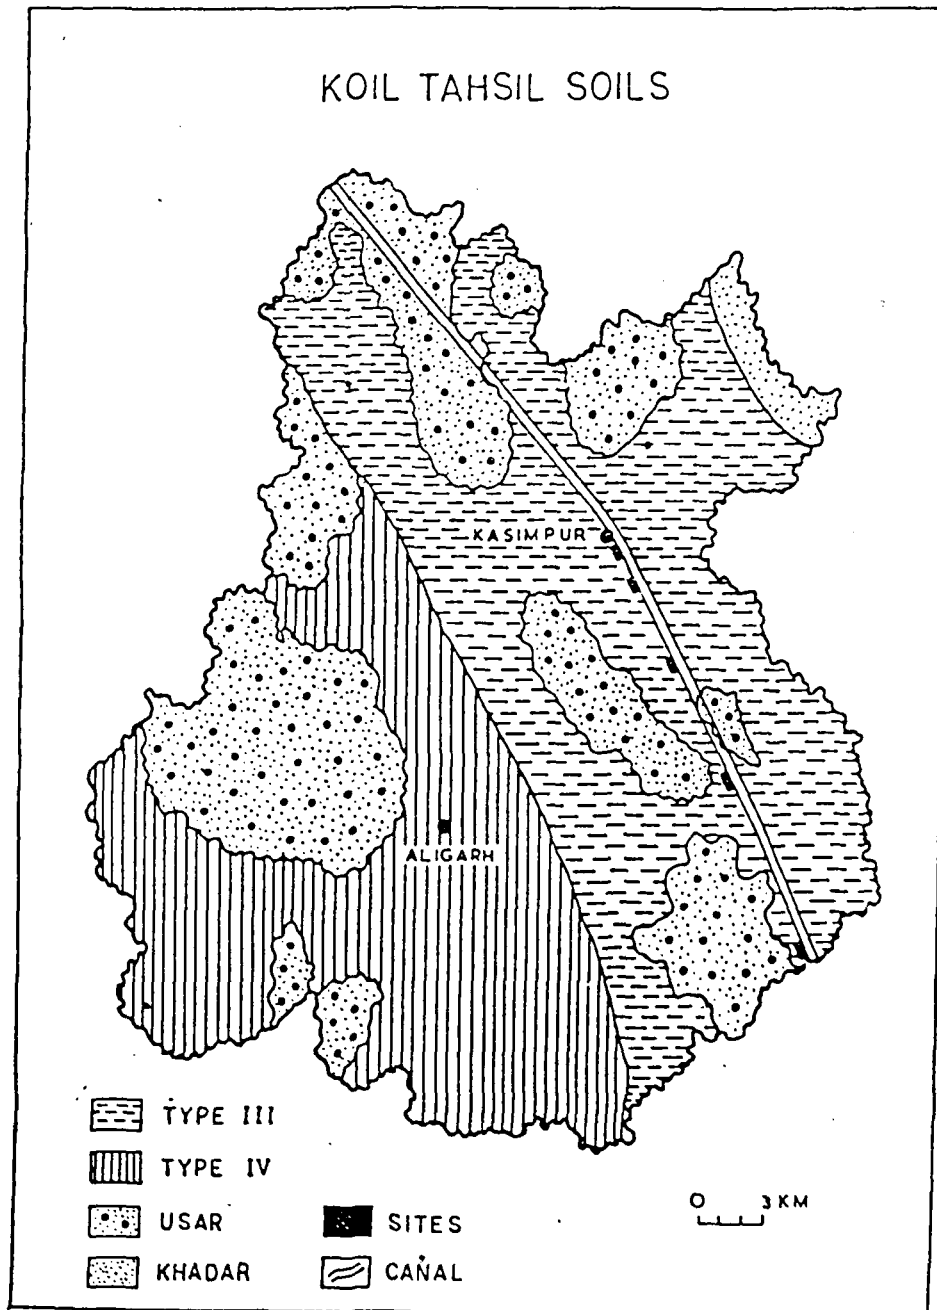 KOIL TAHSIL SOILS
KASIMPUR
ALIGARH
TYPE III
TYPE IV
USAR
SITES
KHADAR
CANAL
0 3 KM